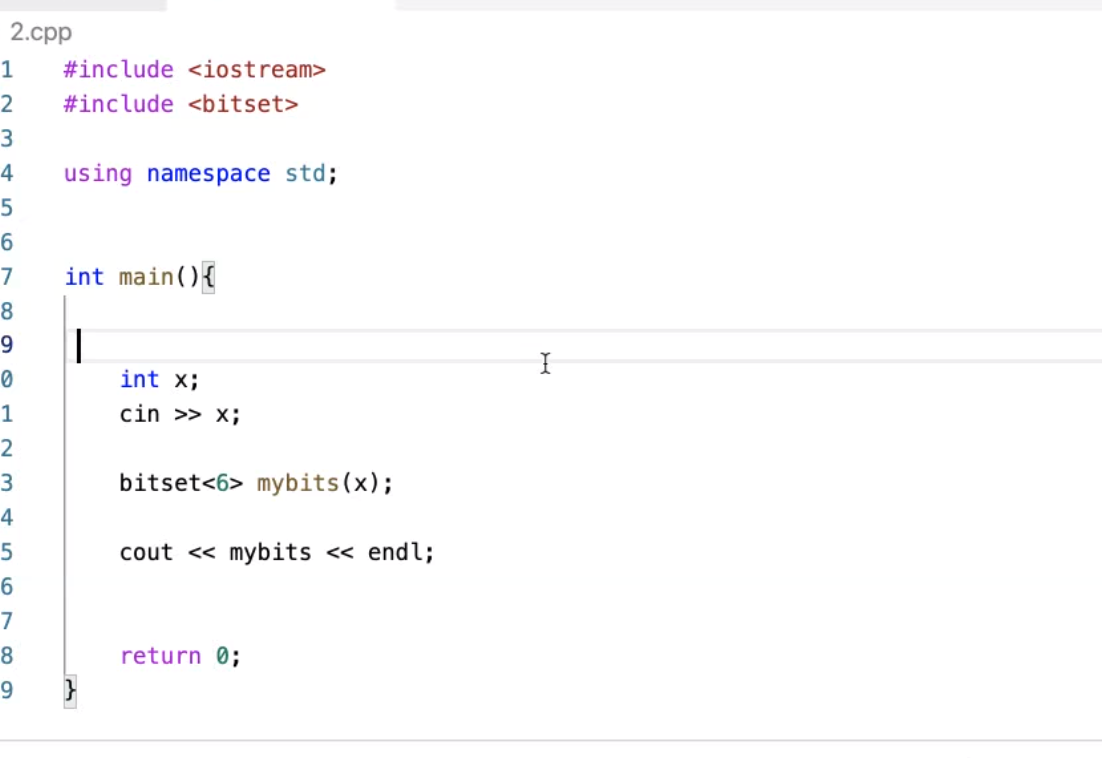 2.cpp
1 #include <iostream>
2 #include <bitset>
3
4 using namespace std;
5
6
7 int main(){
8
9
0 int x;
1 cin >> x;
2
3 bitset<6> mybits(x);
4
5 cout << mybits << endl;
6
7
8 return 0;
9 }